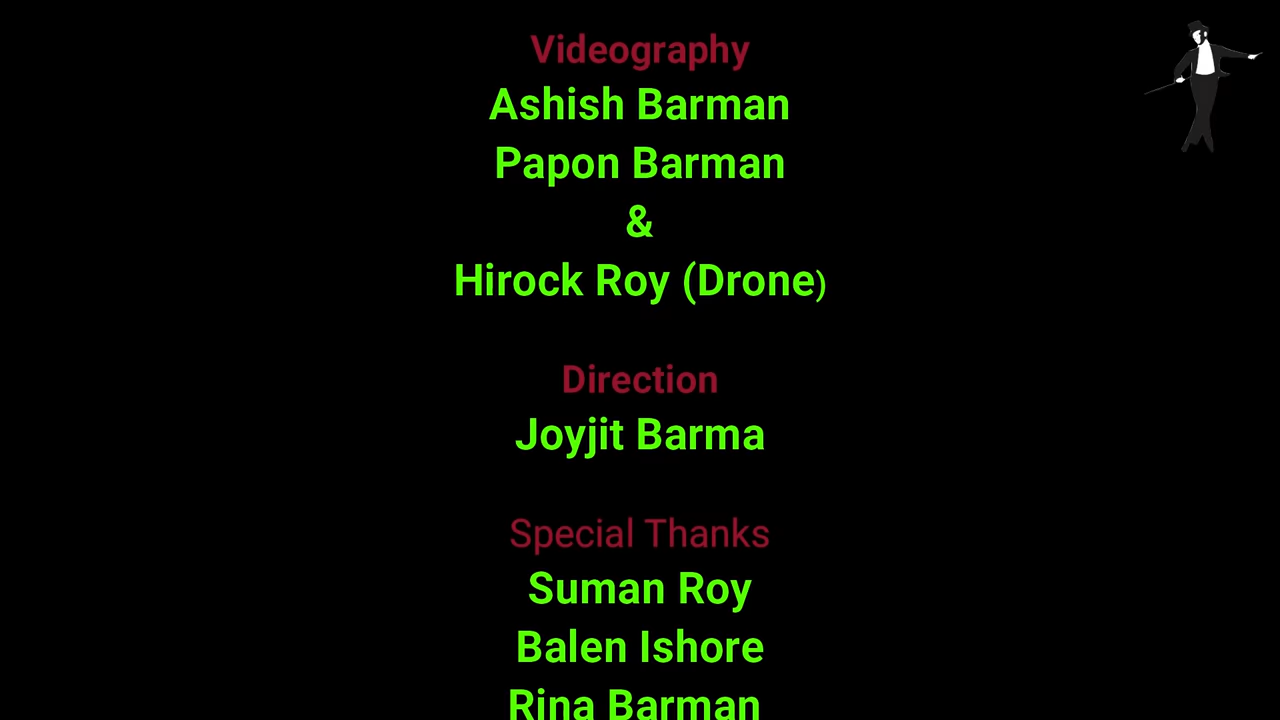 Videography
Ashish Barman
Papon Barman
&
Hirock Roy (Drone)
Direction
Joyjit Barma
Special Thanks
Suman Roy
Balen Ishore
Rina Barman